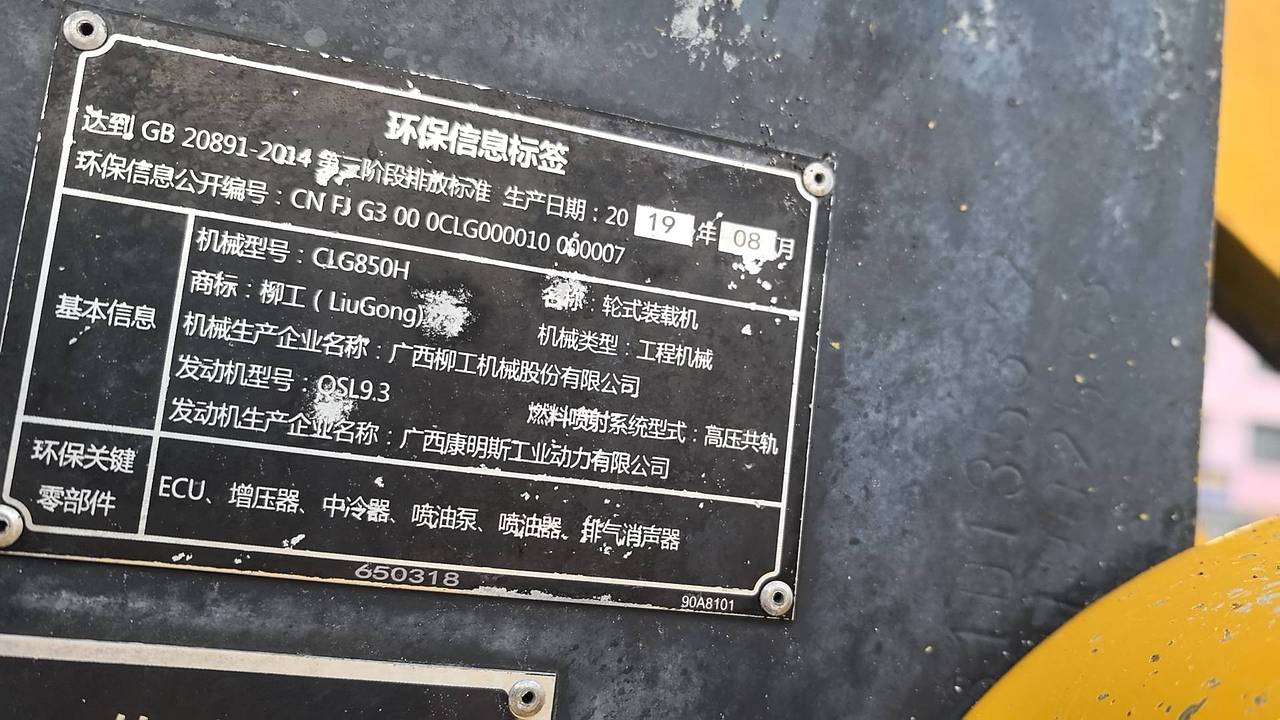 环保信息标签
达到 GB 20891-2014 第三阶段排放标准 生产日期：2019年08月
环保信息公开编号：CN FJ G3 00 0CLG000010 000007
基本信息
机械型号：CLG850H 名称：轮式装载机
商标：柳工（LiuGong） 机械类型：工程机械
机械生产企业名称：广西柳工机械股份有限公司
发动机型号：QSL9.3 燃料喷射系统型式：高压共轨
发动机生产企业名称：广西康明斯工业动力有限公司
环保关键
零部件
ECU、增压器、中冷器、喷油泵、喷油器、排气消声器
650318
90A8101